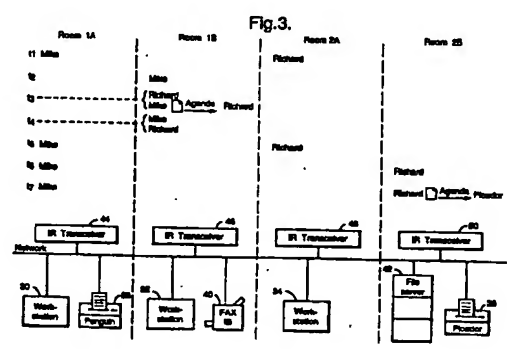 Fig.3.
Room 1A Room 1B Room 2A Room 2B
t1 Mike Richard
t2 Mike
t3 Richard
Mike Agenda Richard
t4 Mike
Richard
t5 Mike Richard
t6 Mike Richard
t7 Mike Richard Agenda Picador
44 46 48 50
IR Transceiver IR Transceiver IR Transceiver IR Transceiver
Network
30 32 40 34 42
Work-
station
Penguin
Work-
station
FAX
Work-
station
File
server
Picador